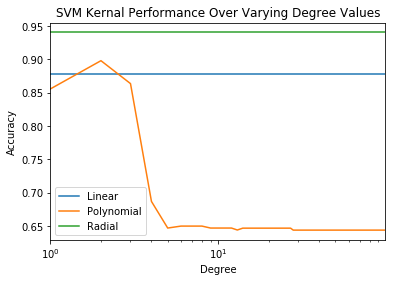 SVM Kernal Performance Over Varying Degree Values
0.95
0.90
0.85
0.80
0.75
0.70
0.65
Accuracy
Linear
Polynomial
Radial
10⁰
10¹
Degree